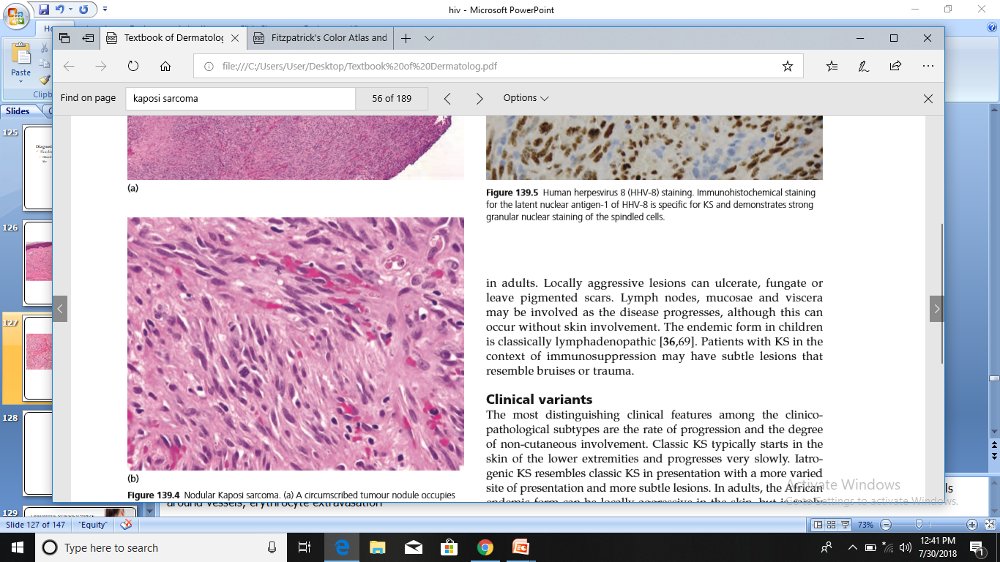 hiv - Microsoft PowerPoint
Textbook of Dermatolog
Fitzpatrick's Color Atlas and
file:///C:/Users/User/Desktop/Textbook%20of%20Dermatolog.pdf
Find on page
kaposi sarcoma
56 of 189
Options
Paste
Clipb
Slides
125
126
127
128
129
(a)
(b)
Figure 139.4 Nodular Kaposi sarcoma. (a) A circumscribed tumour nodule occupies
Figure 139.5 Human herpesvirus 8 (HHV-8) staining. Immunohistochemical staining
for the latent nuclear antigen-1 of HHV-8 is specific for KS and demonstrates strong
granular nuclear staining of the spindled cells.
in adults. Locally aggressive lesions can ulcerate, fungate or
leave pigmented scars. Lymph nodes, mucosae and viscera
may be involved as the disease progresses, although this can
occur without skin involvement. The endemic form in children
is classically lymphadenopathic [36,69]. Patients with KS in the
context of immunosuppression may have subtle lesions that
resemble bruises or trauma.
Clinical variants
The most distinguishing clinical features among the clinico-
pathological subtypes are the rate of progression and the degree
of non-cutaneous involvement. Classic KS typically starts in the
skin of the lower extremities and progresses very slowly. Iatro-
genic KS resembles classic KS in presentation with a more varied
site of presentation and more subtle lesions. In adults, the African
endemic form can be locally aggressive in the skin, but
Activate Windows
Go to Settings to activate Windows.
around vessels, erythrocyte extravasation
Slide 127 of 147
"Equity"
73%
Type here to search
12:41 PM
7/30/2018